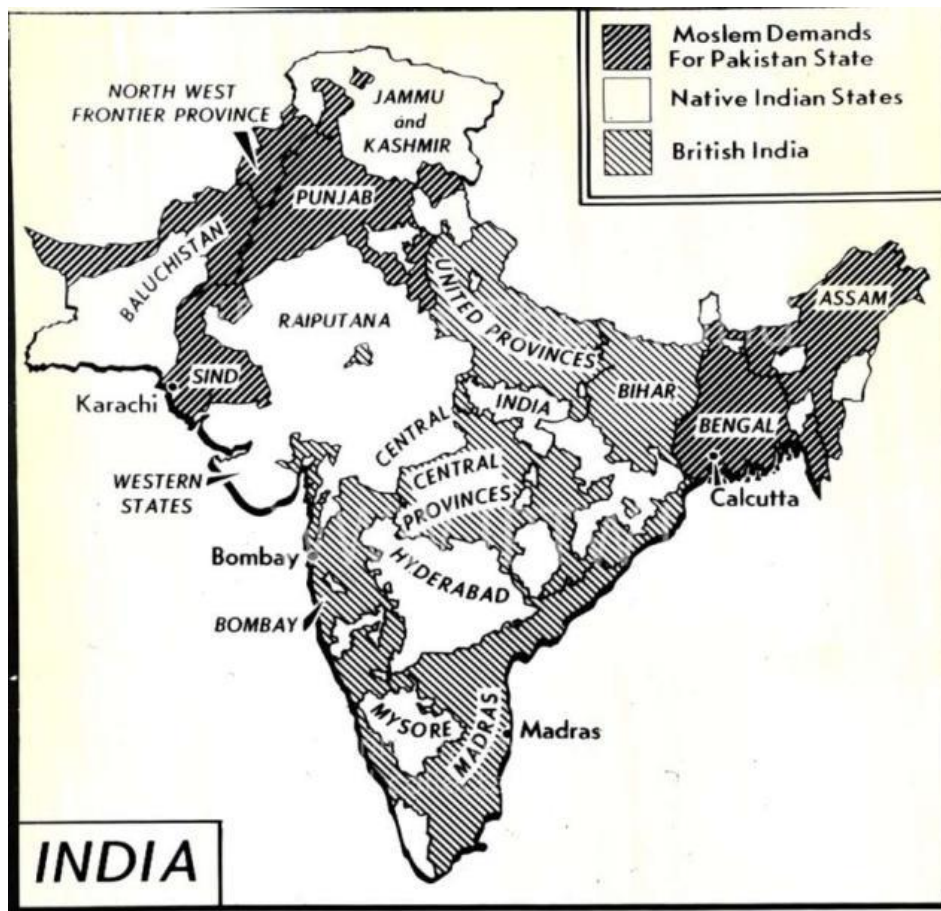 Moslem Demands
For Pakistan State
Native Indian States
British India
NORTH WEST
FRONTIER PROVINCE
JAMMU
and
KASHMIR
PUNJAB
BALUCHISTAN
UNITED PROVINCES
ASSAM
RAIPUTANA
SIND
Karachi
BIHAR
INDIA
BENGAL
CENTRAL
CENTRAL
PROVINCES
WESTERN
STATES
Calcutta
Bombay
HYDERABAD
BOMBAY
MYSORE
MADRAS
Madras
INDIA